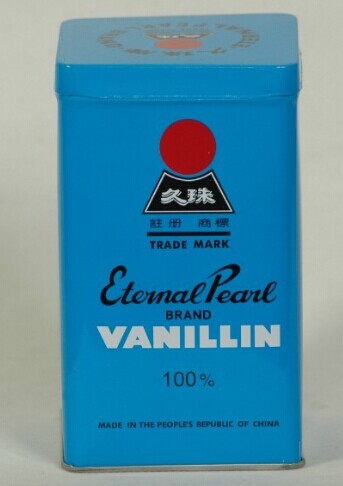 久珠
註册 商標
TRADE MARK
Eternal Pearl
BRAND
VANILLIN
100%
MADE IN THE PEOPLE'S REPUBLIC OF CHINA